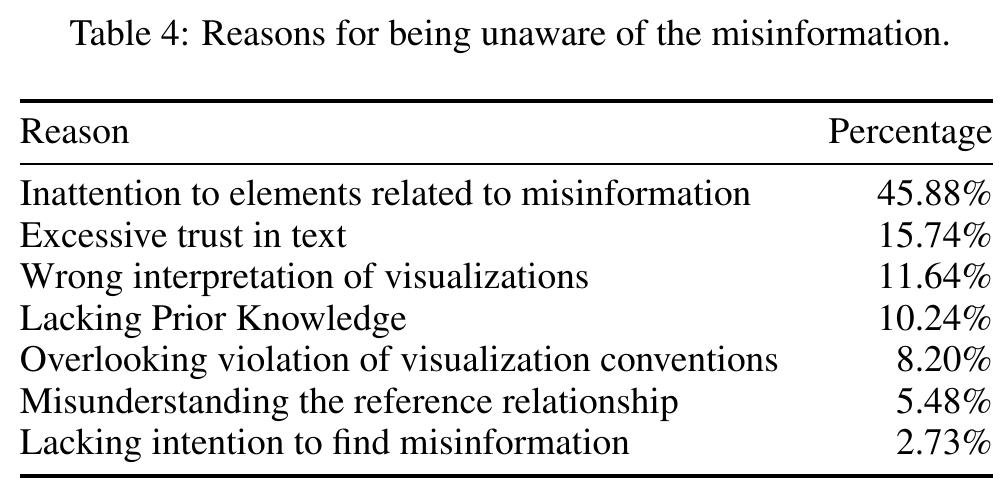 Table 4: Reasons for being unaware of the misinformation.
Reason Percentage
Inattention to elements related to misinformation 45.88%
Excessive trust in text 15.74%
Wrong interpretation of visualizations 11.64%
Lacking Prior Knowledge 10.24%
Overlooking violation of visualization conventions 8.20%
Misunderstanding the reference relationship 5.48%
Lacking intention to find misinformation 2.73%